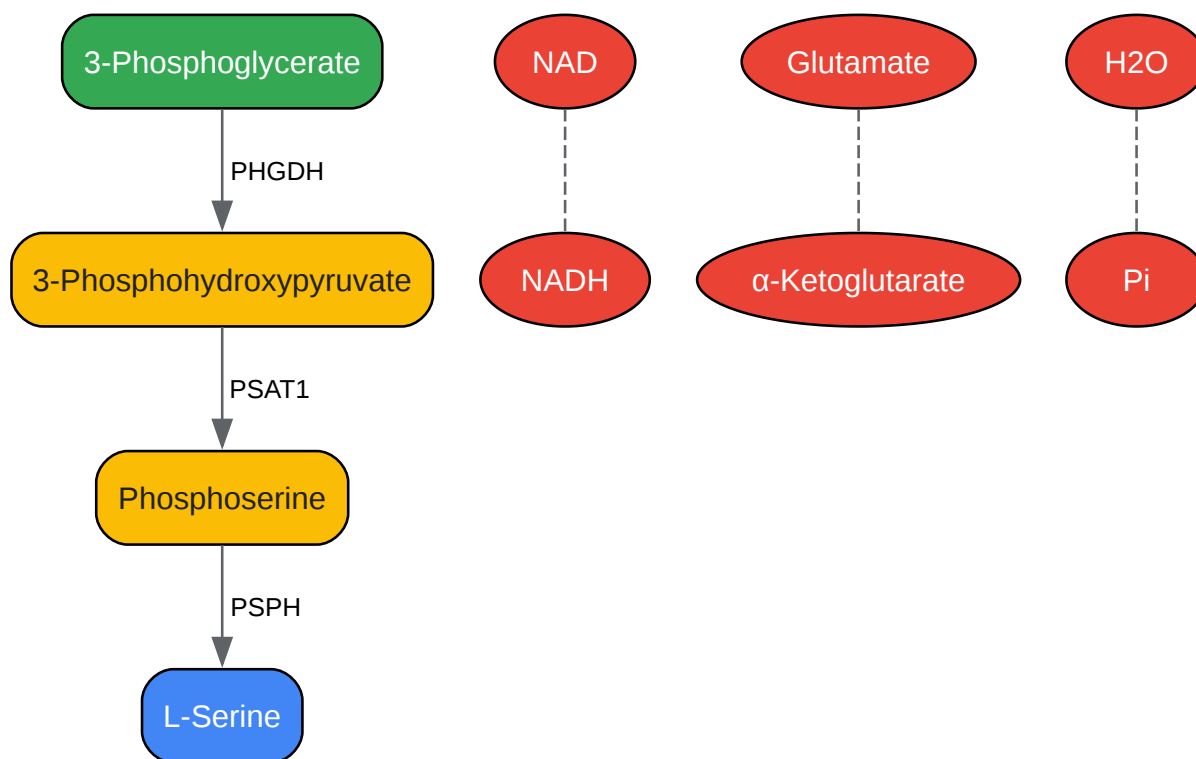 3-Phosphoglycerate
NAD
Glutamate
H2O
PHGDH
3-Phosphohydroxypyruvate
NADH
α-Ketoglutarate
Pi
PSAT1
Phosphoserine
PSPH
L-Serine